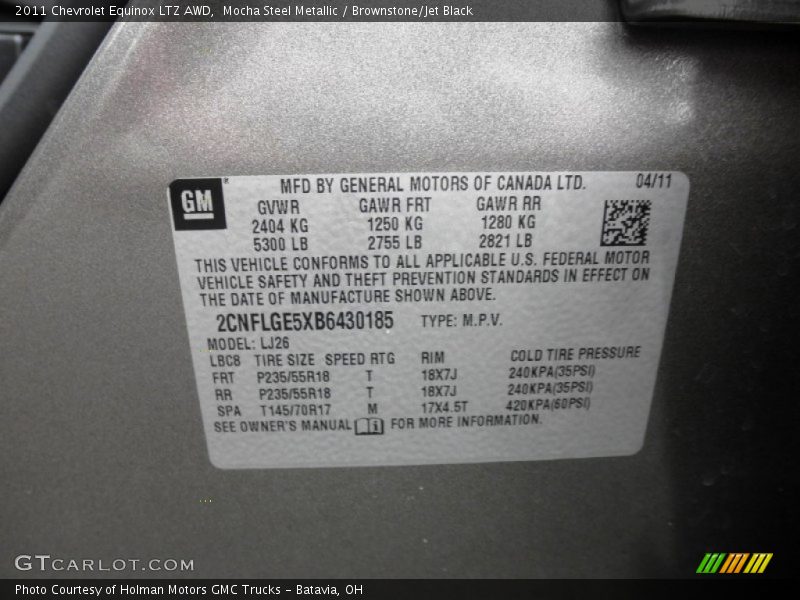 2011 Chevrolet Equinox LTZ AWD, Mocha Steel Metallic / Brownstone/Jet Black
GM
MFD BY GENERAL MOTORS OF CANADA LTD. 04/11
GVWR GAWR FRT GAWR RR
2404 KG 1250 KG 1280 KG
5300 LB 2755 LB 2821 LB
THIS VEHICLE CONFORMS TO ALL APPLICABLE U.S. FEDERAL MOTOR
VEHICLE SAFETY AND THEFT PREVENTION STANDARDS IN EFFECT ON
THE DATE OF MANUFACTURE SHOWN ABOVE.
2CNFLGE5XB6430185 TYPE: M.P.V.
MODEL: LJ26
LBC8 TIRE SIZE SPEED RTG RIM COLD TIRE PRESSURE
FRT P235/55R18 T 18X7J 240KPA(35PSI)
RR P235/55R18 T 18X7J 240KPA(35PSI)
SPA T145/70R17 M 17X4.5T 420KPA(60PSI)
SEE OWNER'S MANUAL FOR MORE INFORMATION.
GTCARLOT.COM
Photo Courtesy of Holman Motors GMC Trucks - Batavia, OH